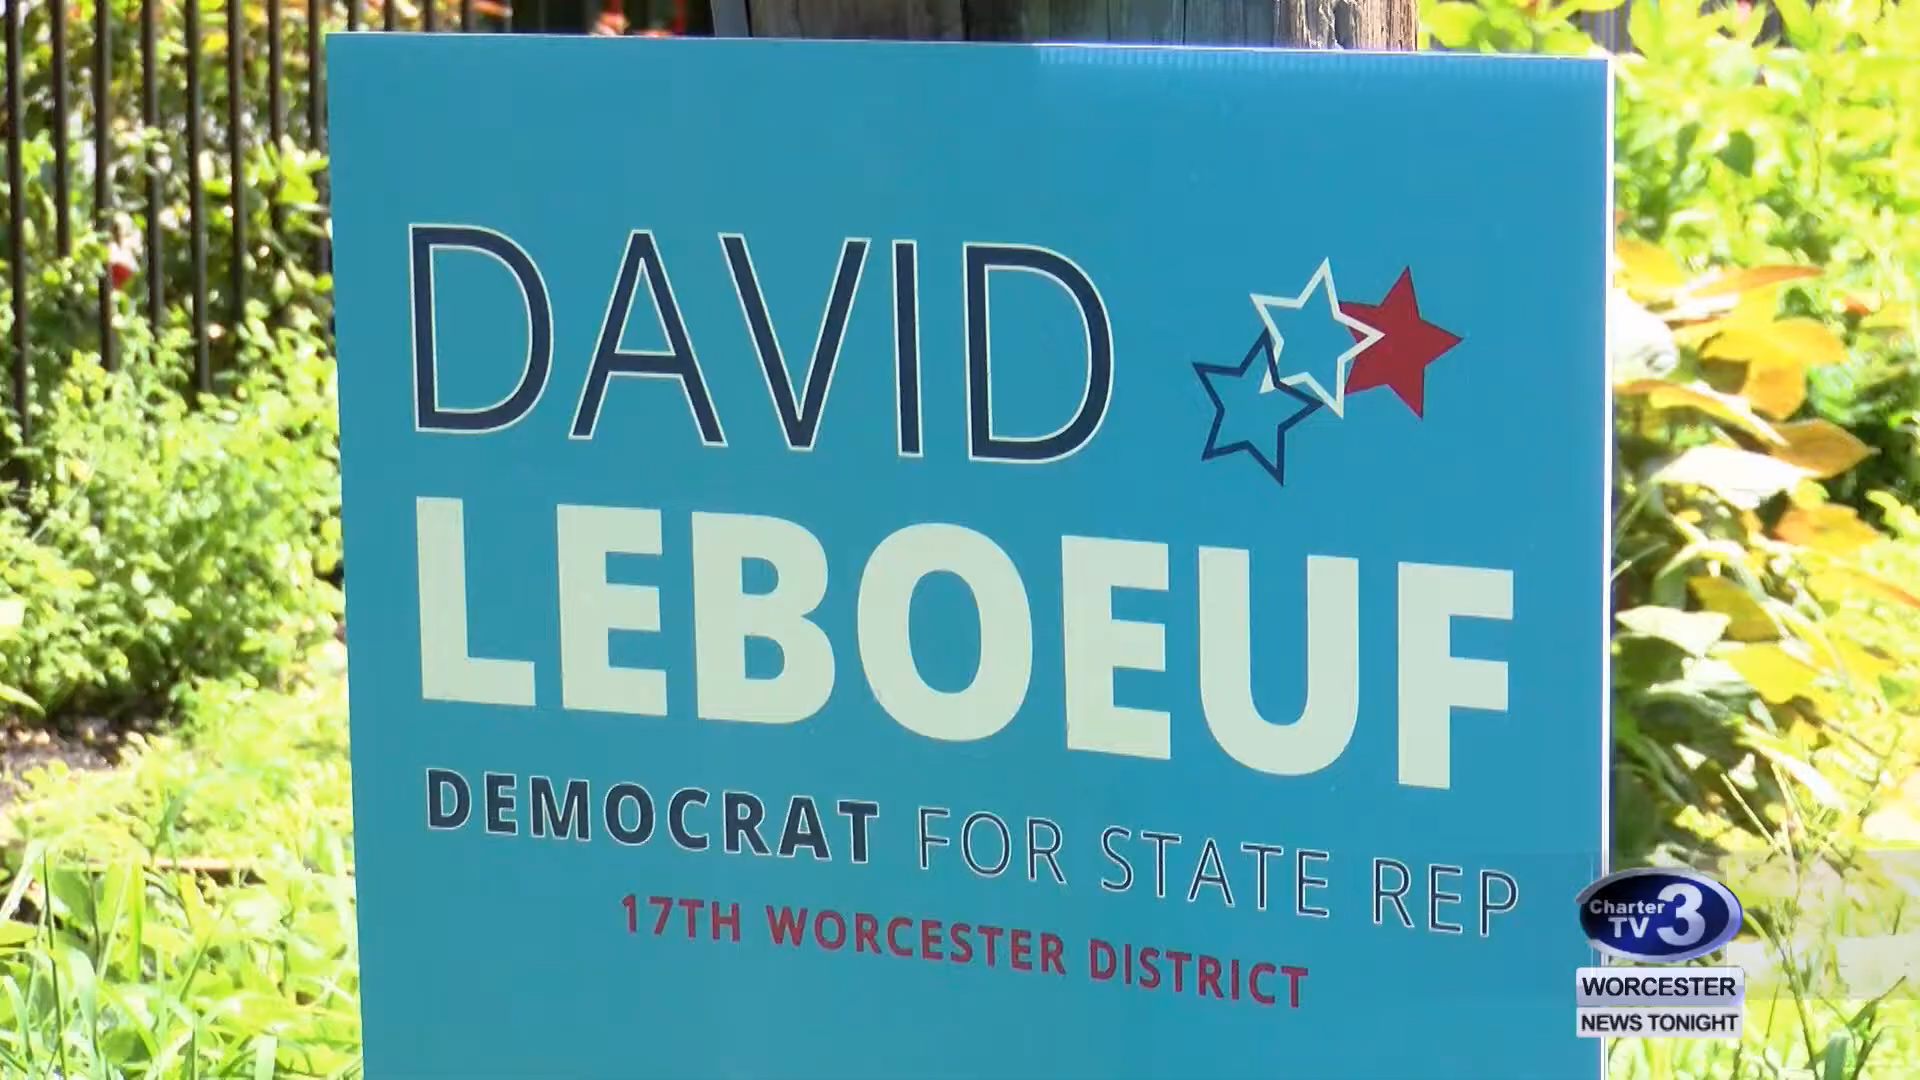 DAVID
LEBOEUF
DEMOCRAT FOR STATE REP
17TH WORCESTER DISTRICT
Charter
TV 3
WORCESTER
NEWS TONIGHT